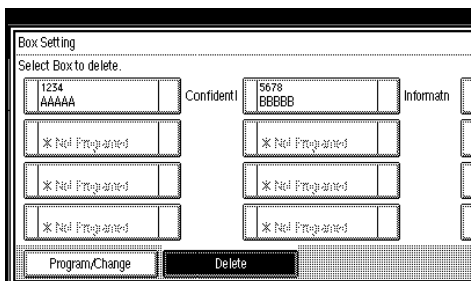 Box Setting
Select Box to delete.
1234 5678
AAAAA Confidentl BBBBB Informatn
* Not Programed * Not Programed
* Not Programed * Not Programed
* Not Programed * Not Programed
Program/Change Delete